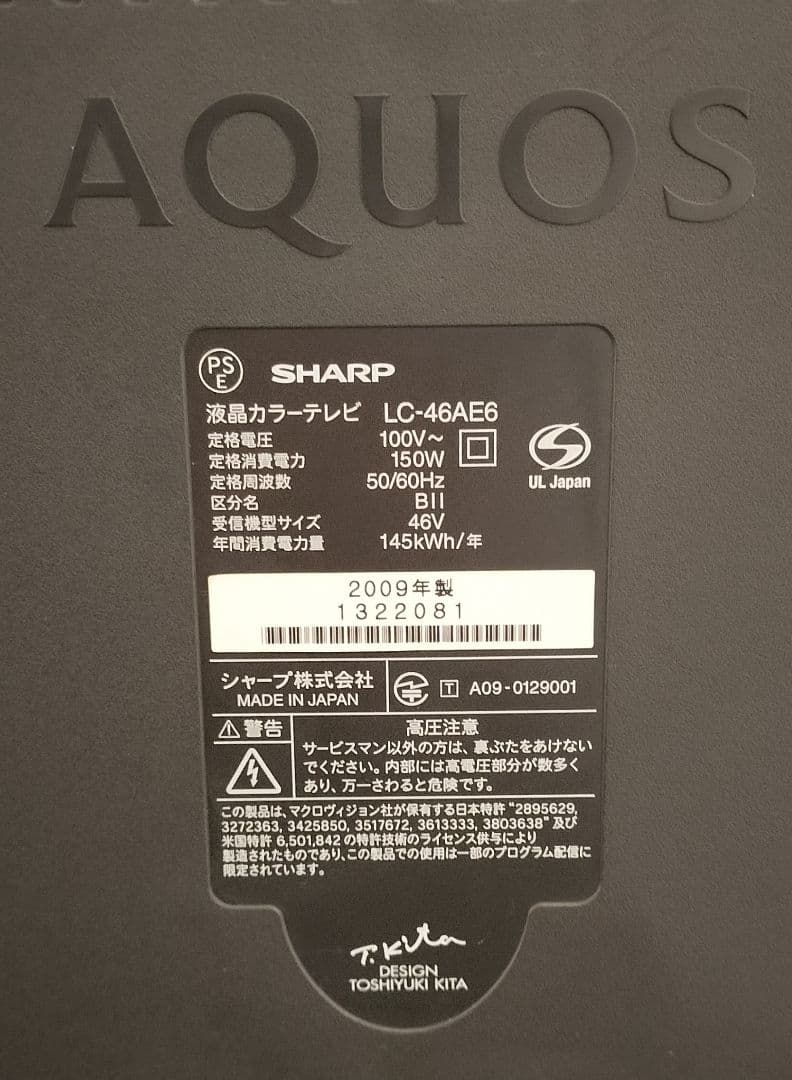 AQUOS
PS
E
SHARP
液晶カラーテレビ LC-46AE6
定格電圧 100V～
定格消費電力 150W
定格周波数 50/60Hz
区分名 BII
受信機型サイズ 46V
年間消費電力量 145kWh/年
UL Japan
2009年製
1322081
シャープ株式会社
MADE IN JAPAN
T A09-0129001
警告
高圧注意
サービスマン以外の方は、裏ぶたをあけない
でください。内部には高電圧部分が数多く
あり、万一さわると危険です。
この製品は、マクロヴィジョン社が保有する日本特許 "2895629,
3272363, 3425850, 3517672, 3613333, 3803638" 及び
米国特許 6,501,842 の特許技術のライセンス供与により
製造されたものであり、この製品での使用は一部のプログラム配信に
限定されています。
T. Kita
DESIGN
TOSHIYUKI KITA